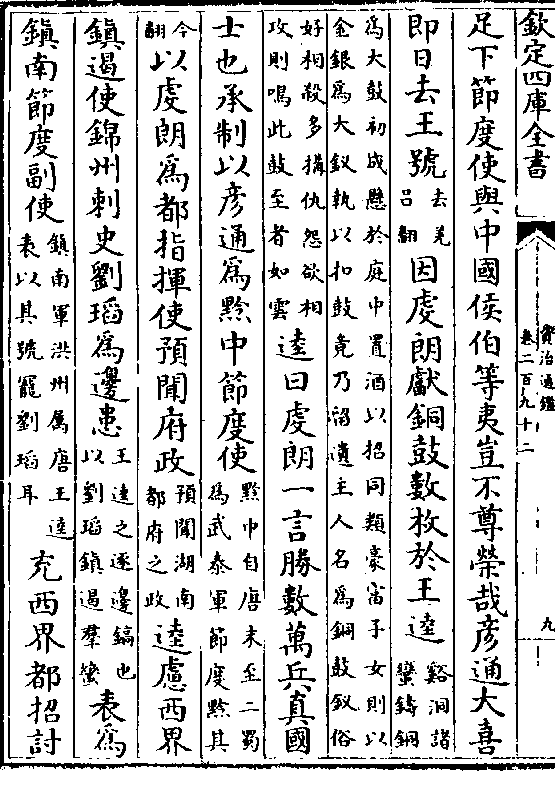 欽定四庫全書
資治通鑑
卷二百九十二
九
足下節度使與中國侯伯等夷豈不尊榮哉彥通大喜
即日去王號去羌呂翻因䖍朗獻銅鼓數枚於王逵谿洞諸蠻鑄銅
爲大鼓初成懸於庭中置酒以招同類豪富子女則以
金銀爲大釵執以扣鼓竟乃留遺主人名爲銅鼓釵俗
好相殺多搆仇怨欲相攻則鳴此鼓至者如雲逵曰䖍朗一言勝數萬兵真國
士也承制以彥通爲黔中節度使黔中自唐末至二蜀爲武泰軍節度黔其
今翻以䖍朗爲都指揮使預聞府政預聞湖南都府之政逵慮西界
鎮遏使錦州刺史劉瑫爲邊患王逵之逐邊鎬也以劉瑫鎮遏羣蠻表爲
鎮南節度副使鎮南軍洪州屬唐王逵表以其號寵劉瑫耳充西界都招討